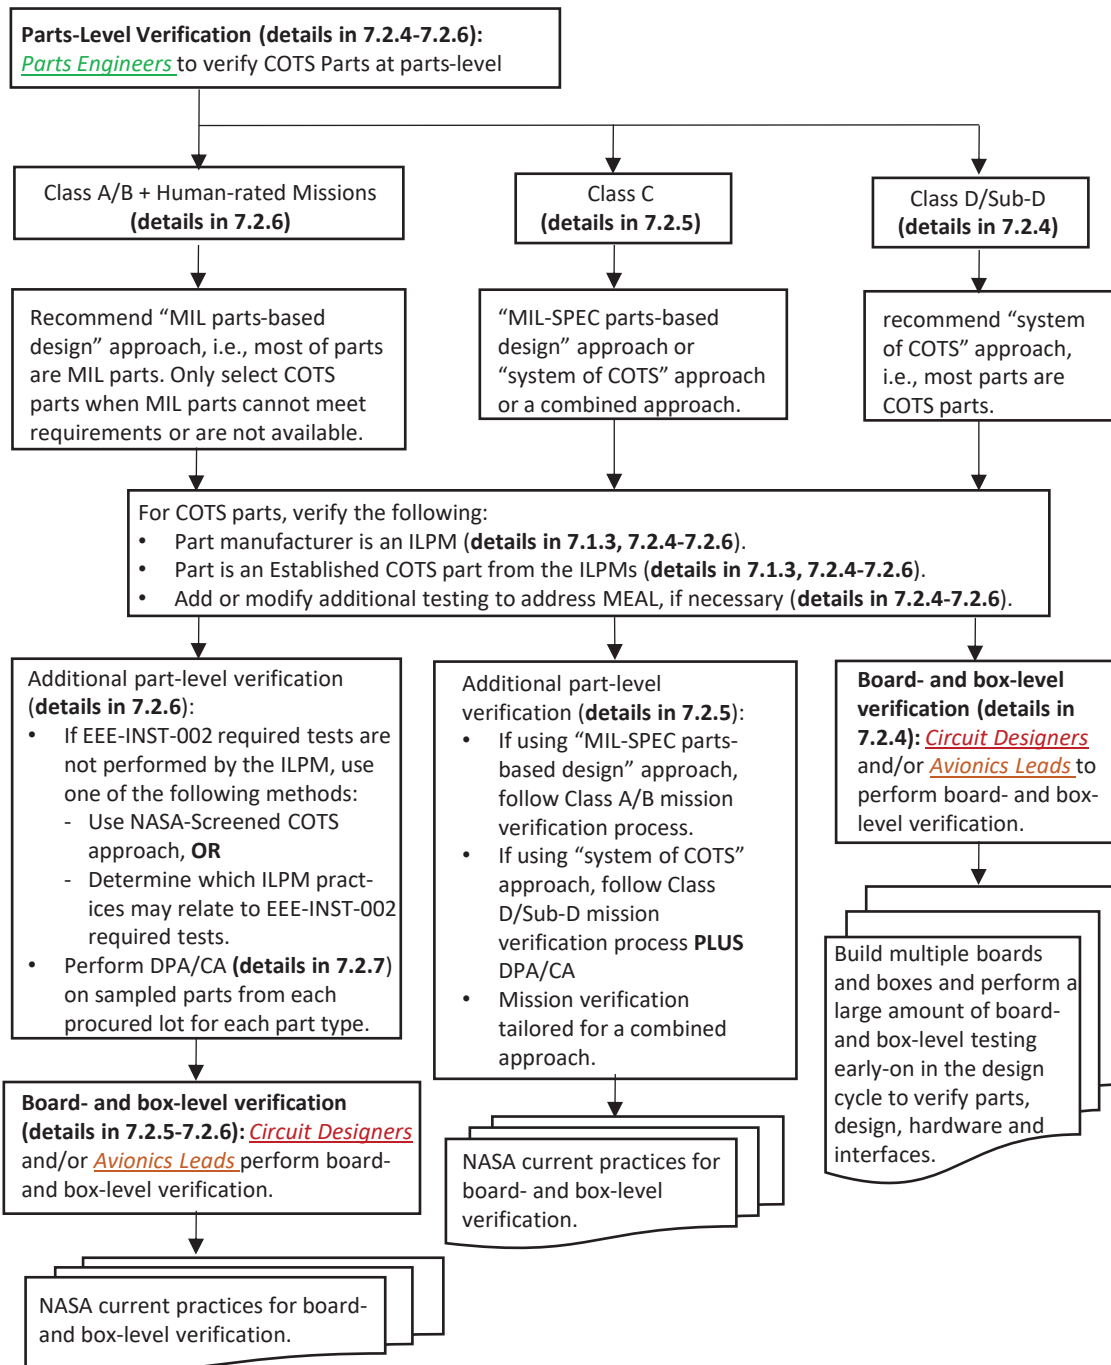 Parts-Level Verification (details in 7.2.4-7.2.6):
Parts Engineers to verify COTS Parts at parts-level
Class A/B + Human-rated Missions
(details in 7.2.6)
Class C
(details in 7.2.5)
Class D/Sub-D
(details in 7.2.4)
Recommend “MIL parts-based
design” approach, i.e., most of parts
are MIL parts. Only select COTS
parts when MIL parts cannot meet
requirements or are not available.
“MIL-SPEC parts-based
design” approach or
“system of COTS” approach
or a combined approach.
recommend “system
of COTS” approach,
i.e., most parts are
COTS parts.
For COTS parts, verify the following:
• Part manufacturer is an ILPM (details in 7.1.3, 7.2.4-7.2.6).
• Part is an Established COTS part from the ILPMs (details in 7.1.3, 7.2.4-7.2.6).
• Add or modify additional testing to address MEAL, if necessary (details in 7.2.4-7.2.6).
Additional part-level verification
(details in 7.2.6):
• If EEE-INST-002 required tests are
not performed by the ILPM, use
one of the following methods:
- Use NASA-Screened COTS
approach, OR
- Determine which ILPM pract-
ices may relate to EEE-INST-002
required tests.
• Perform DPA/CA (details in 7.2.7)
on sampled parts from each
procured lot for each part type.
Additional part-level
verification (details in 7.2.5):
• If using “MIL-SPEC parts-
based design” approach,
follow Class A/B mission
verification process.
• If using “system of COTS”
approach, follow Class
D/Sub-D mission
verification process PLUS
DPA/CA
• Mission verification
tailored for a combined
approach.
Board- and box-level
verification (details in
7.2.4): Circuit Designers
and/or Avionics Leads to
perform board- and box-
level verification.
Build multiple boards
and boxes and perform a
large amount of board-
and box-level testing
early-on in the design
cycle to verify parts,
design, hardware and
interfaces.
Board- and box-level verification
(details in 7.2.5-7.2.6): Circuit Designers
and/or Avionics Leads perform board-
and box-level verification.
NASA current practices for
board- and box-level
verification.
NASA current practices for board-
and box-level verification.